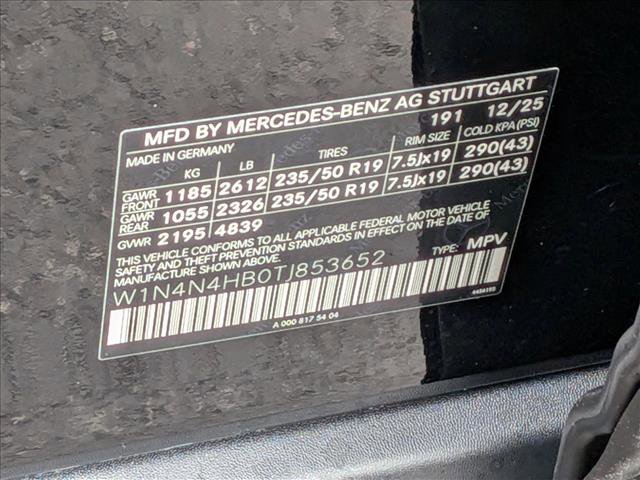 MFD BY MERCEDES-BENZ AG STUTTGART
MADE IN GERMANY 191 12/25
KG LB TIRES RIM SIZE COLD KPA(PSI)
GAWR FRONT 1185 2612 235/50 R19 7.5Jx19 290(43)
GAWR REAR 1055 2326 235/50 R19 7.5Jx19 290(43)
GVWR 2195 4839
THIS VEHICLE CONFORMS TO ALL APPLICABLE FEDERAL MOTOR VEHICLE
SAFETY AND THEFT PREVENTION STANDARDS IN EFFECT ON THE DATE OF
MANUFACTURE SHOWN ABOVE.
W1N4N4HB0TJ853652 TYPE: MPV
A 000 817 54 04